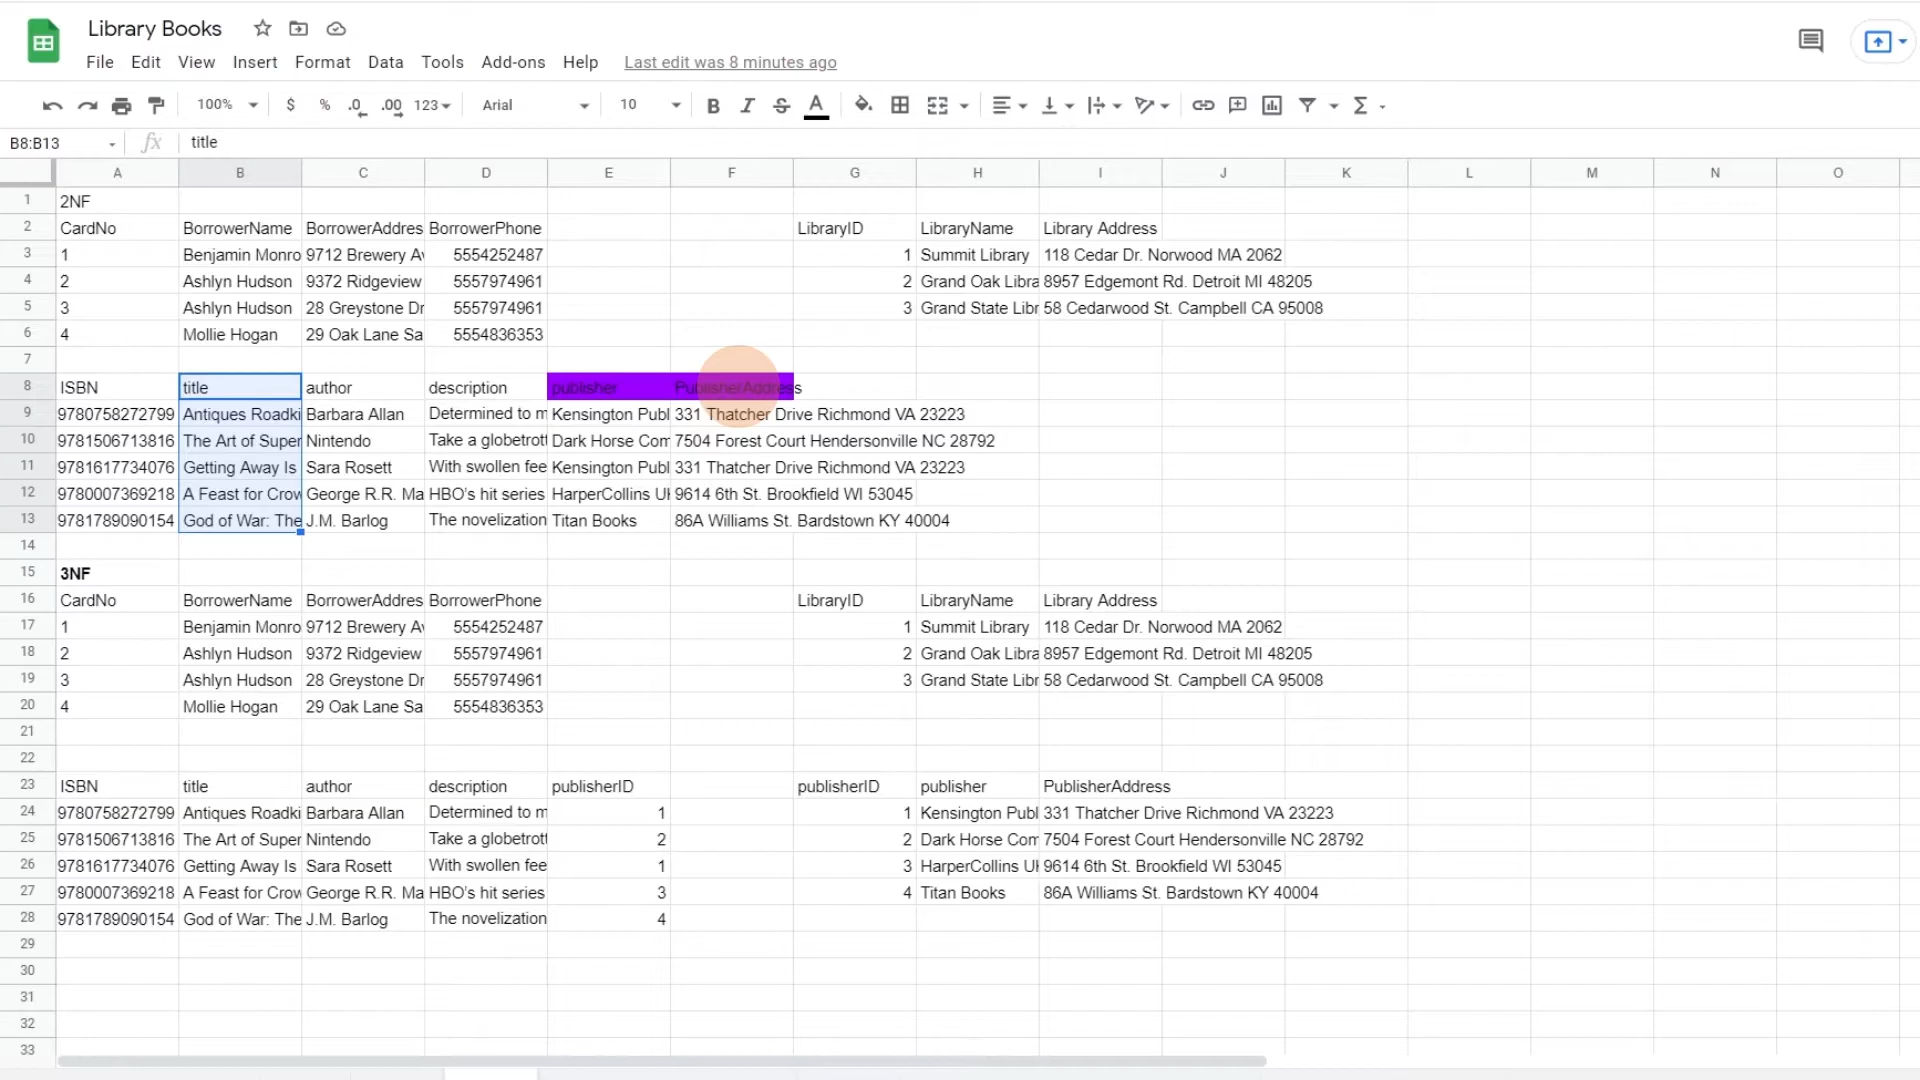 Library Books
File Edit View Insert Format Data Tools Add-ons Help Last edit was 8 minutes ago
100% $ % .0 .00 123 Arial 10 B I S A
B8:B13 fx title
A B C D E F G H I J K L M N O
1 2NF
2 CardNo BorrowerName BorrowerAddres BorrowerPhone LibraryID LibraryName Library Address
3 1 Benjamin Monro 9712 Brewery Av 5554252487 1 Summit Library 118 Cedar Dr. Norwood MA 2062
4 2 Ashlyn Hudson 9372 Ridgeview 5557974961 2 Grand Oak Libra 8957 Edgemont Rd. Detroit MI 48205
5 3 Ashlyn Hudson 28 Greystone Dr 5557974961 3 Grand State Libr 58 Cedarwood St. Campbell CA 95008
6 4 Mollie Hogan 29 Oak Lane Sa 5554836353
7
8 ISBN title author description publisher PublisherAddress
9 9780758272799 Antiques Roadki Barbara Allan Determined to m Kensington Publ 331 Thatcher Drive Richmond VA 23223
10 9781506713816 The Art of Super Nintendo Take a globetrott Dark Horse Com 7504 Forest Court Hendersonville NC 28792
11 9781617734076 Getting Away Is Sara Rosett With swollen fee Kensington Publ 331 Thatcher Drive Richmond VA 23223
12 9780007369218 A Feast for Crow George R.R. Ma HBO's hit series HarperCollins UK 9614 6th St. Brookfield WI 53045
13 9781789090154 God of War: The J.M. Barlog The novelization Titan Books 86A Williams St. Bardstown KY 40004
14
15 3NF
16 CardNo BorrowerName BorrowerAddres BorrowerPhone LibraryID LibraryName Library Address
17 1 Benjamin Monro 9712 Brewery Av 5554252487 1 Summit Library 118 Cedar Dr. Norwood MA 2062
18 2 Ashlyn Hudson 9372 Ridgeview 5557974961 2 Grand Oak Libra 8957 Edgemont Rd. Detroit MI 48205
19 3 Ashlyn Hudson 28 Greystone Dr 5557974961 3 Grand State Libr 58 Cedarwood St. Campbell CA 95008
20 4 Mollie Hogan 29 Oak Lane Sa 5554836353
21
22
23 ISBN title author description publisherID publisherID publisher PublisherAddress
24 9780758272799 Antiques Roadki Barbara Allan Determined to m 1 1 Kensington Publ 331 Thatcher Drive Richmond VA 23223
25 9781506713816 The Art of Super Nintendo Take a globetrott 2 2 Dark Horse Com 7504 Forest Court Hendersonville NC 28792
26 9781617734076 Getting Away Is Sara Rosett With swollen fee 1 3 HarperCollins UK 9614 6th St. Brookfield WI 53045
27 9780007369218 A Feast for Crow George R.R. Ma HBO's hit series 3 4 Titan Books 86A Williams St. Bardstown KY 40004
28 9781789090154 God of War: The J.M. Barlog The novelization 4
29
30
31
32
33